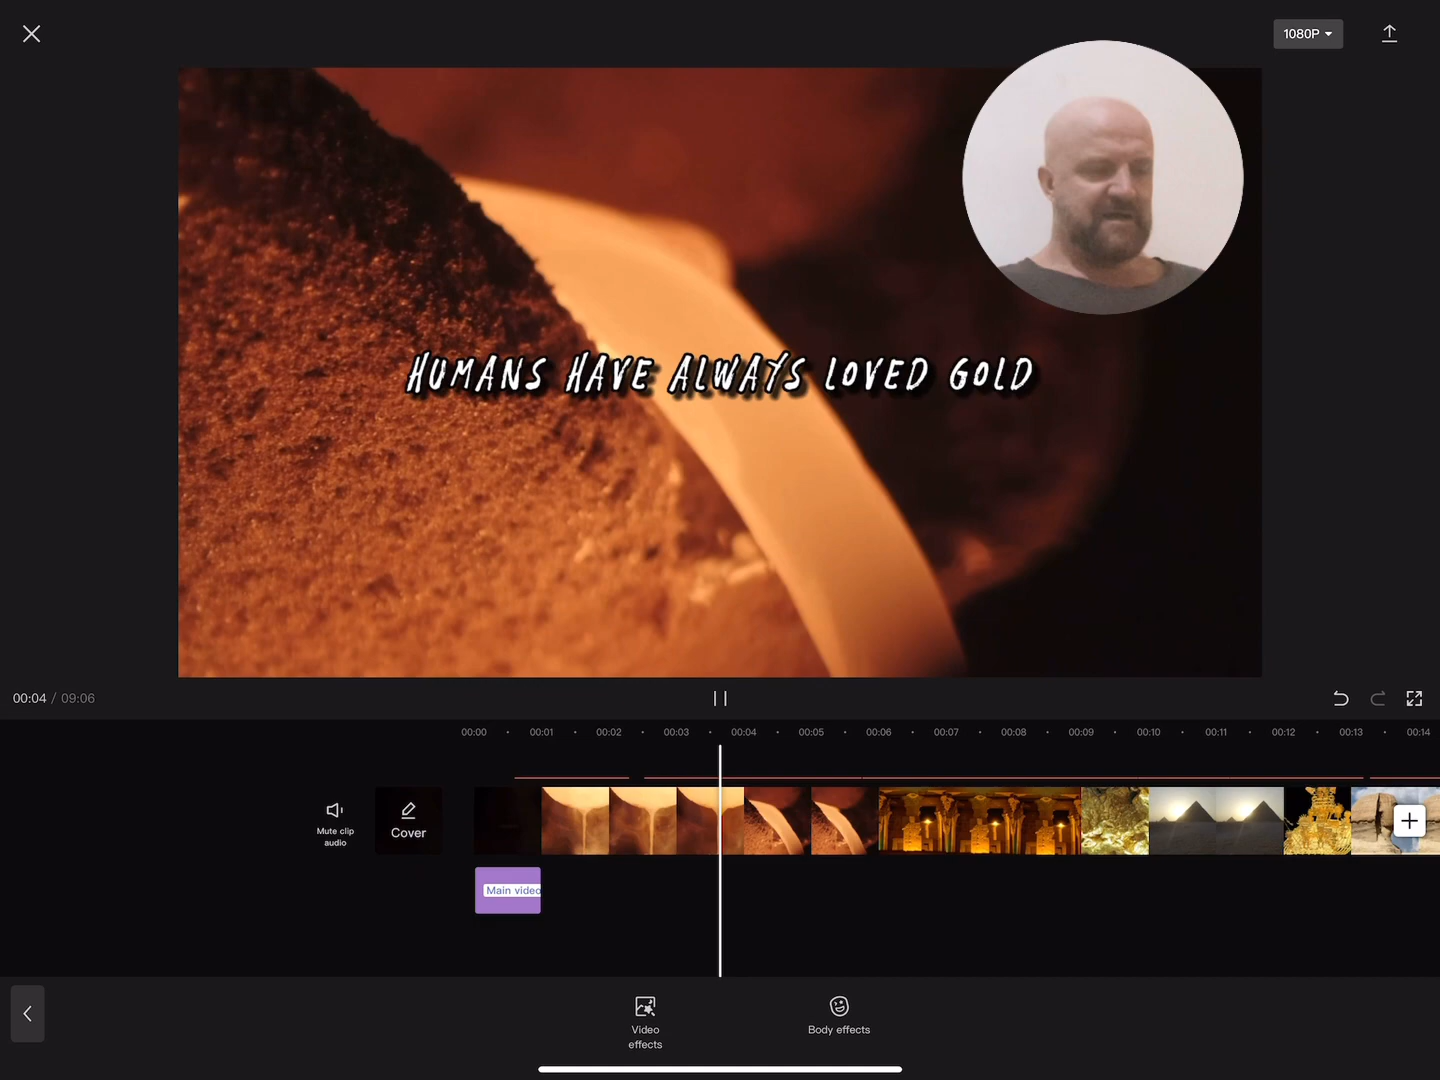 1080P
HUMANS HAVE ALWAYS LOVED GOLD
00:04 / 09:06
00:00 00:01 00:02 00:03 00:04 00:05 00:06 00:07 00:08 00:09 00:10 00:11 00:12 00:13 00:14
Mute clip
audio
Cover
Main video
Video
effects
Body effects